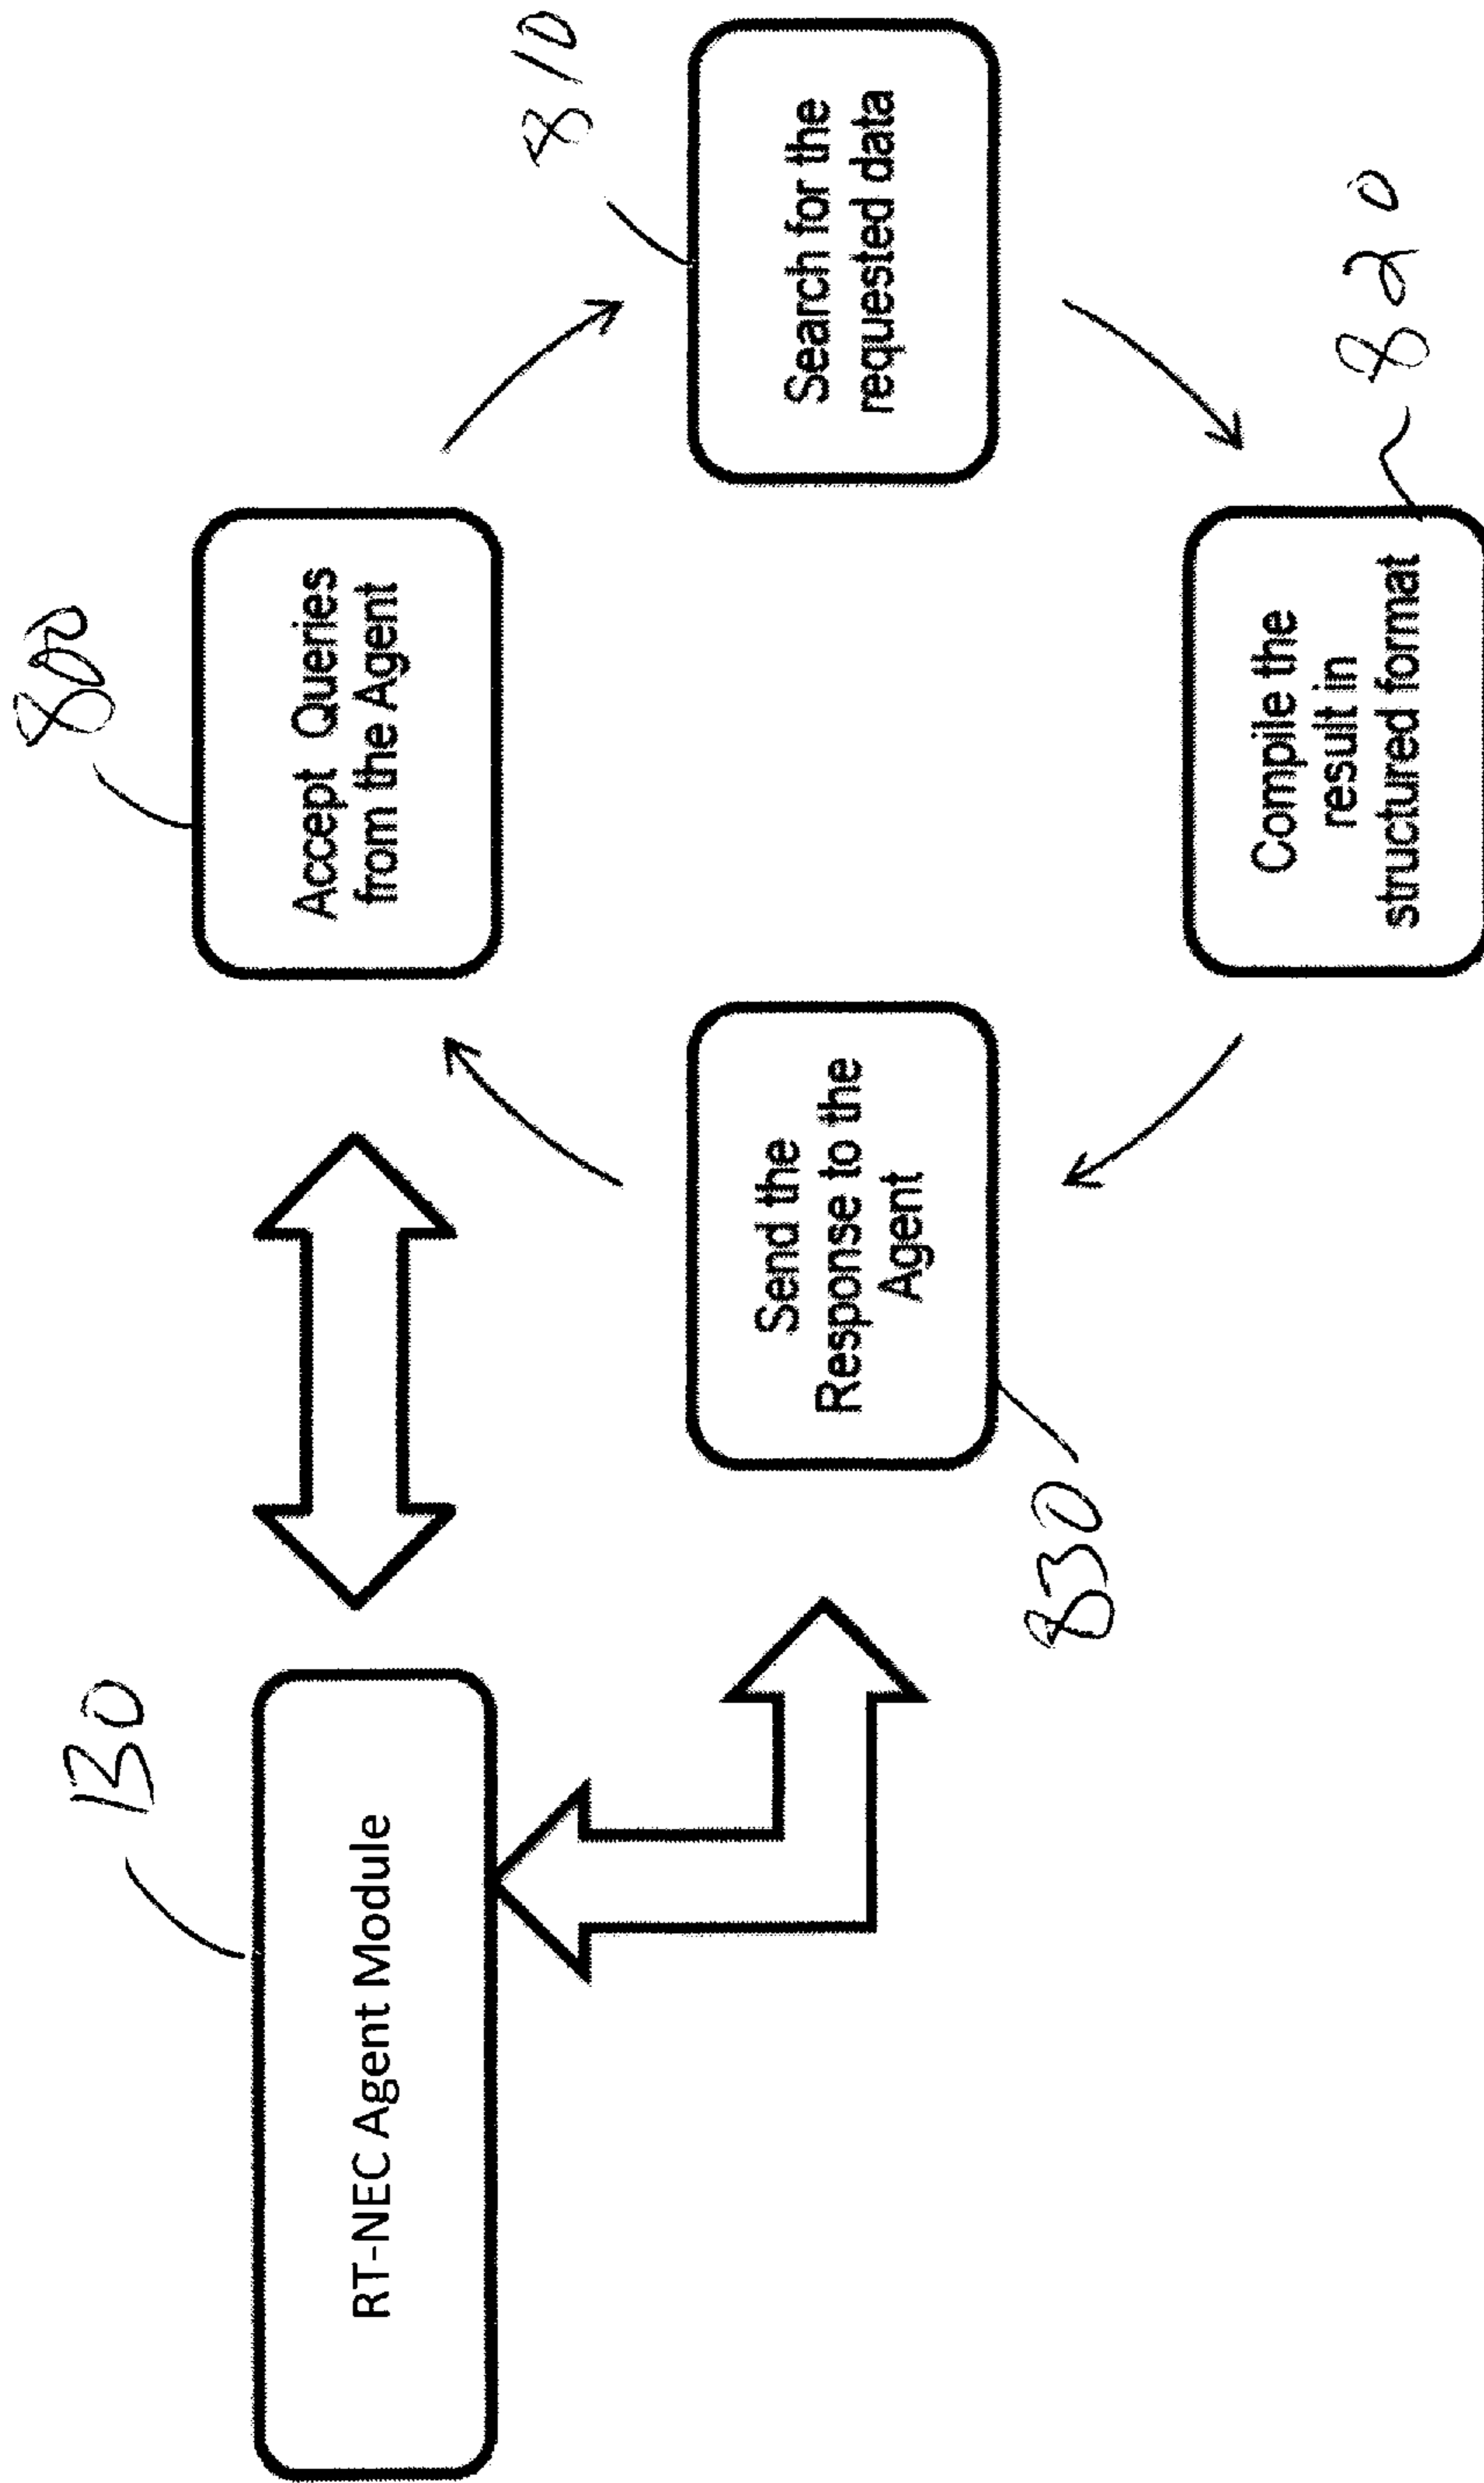 130
RT-NEC Agent Module
800
Accept Queries
from the Agent
810
Search for the
requested data
820
Compile the
result in
structured format
830
Send the
Response to the
Agent